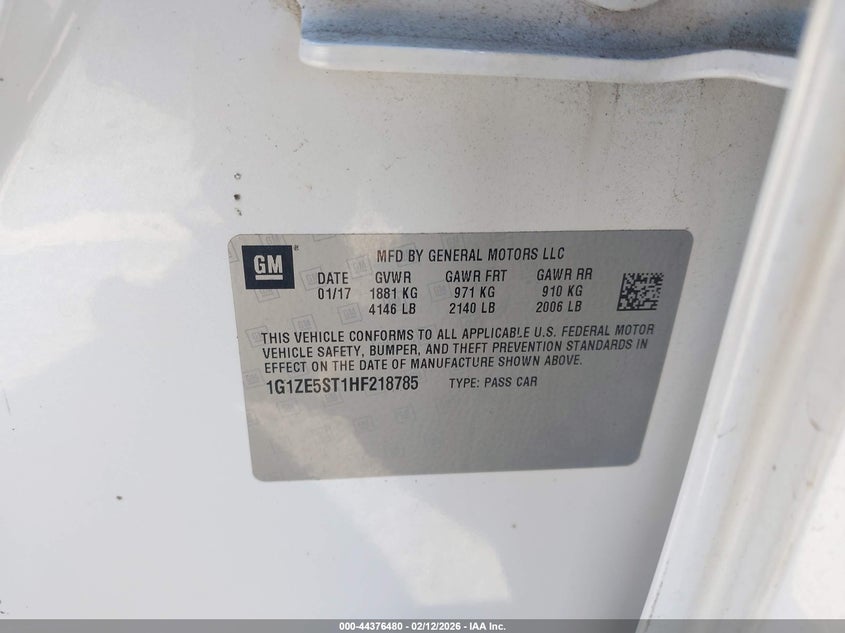 GM ®
MFD BY GENERAL MOTORS LLC
DATE GVWR GAWR FRT GAWR RR
01/17 1881 KG 971 KG 910 KG
4146 LB 2140 LB 2006 LB
THIS VEHICLE CONFORMS TO ALL APPLICABLE U.S. FEDERAL MOTOR
VEHICLE SAFETY, BUMPER, AND THEFT PREVENTION STANDARDS IN
EFFECT ON THE DATE OF MANUFACTURE SHOWN ABOVE.
1G1ZE5ST1HF218785 TYPE: PASS CAR
000-44376480 - 02/12/2026 - IAA Inc.